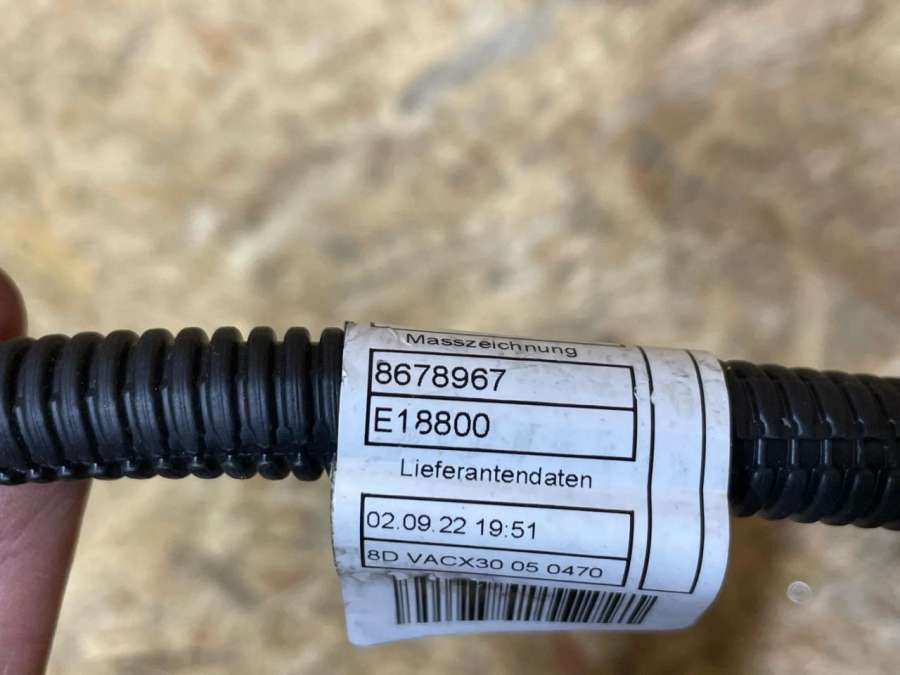 Masszeichnung
8678967
E18800
Lieferantendaten
02.09.22 19:51
8D VACX30 05 0470